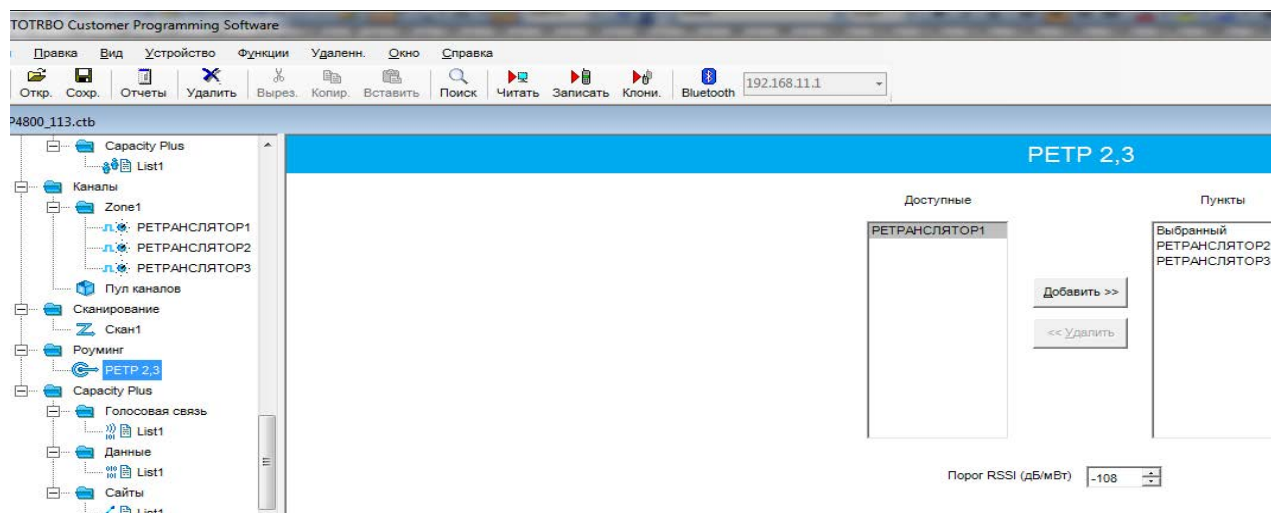 TOTRBO Customer Programming Software
Правка Вид Устройство Функции Удаленн. Окно Справка
Откр. Сохр. Отчеты Удалить Вырез. Копир. Вставить Поиск Читать Записать Клони. Bluetooth 192.168.11.1
P4800_113.ctb
Capacity Plus
List1
Каналы
Zone1
РЕТРАНСЛЯТОР1
РЕТРАНСЛЯТОР2
РЕТРАНСЛЯТОР3
Пул каналов
Сканирование
Скан1
Роуминг
РЕТР 2,3
Capacity Plus
Голосовая связь
List1
Данные
List1
Сайты
List1
РЕТР 2,3
Доступные Пункты
РЕТРАНСЛЯТОР1
Выбранный
РЕТРАНСЛЯТОР2
РЕТРАНСЛЯТОР3
Добавить >>
<< Удалить
Порог RSSI (дБ/мВт) -108